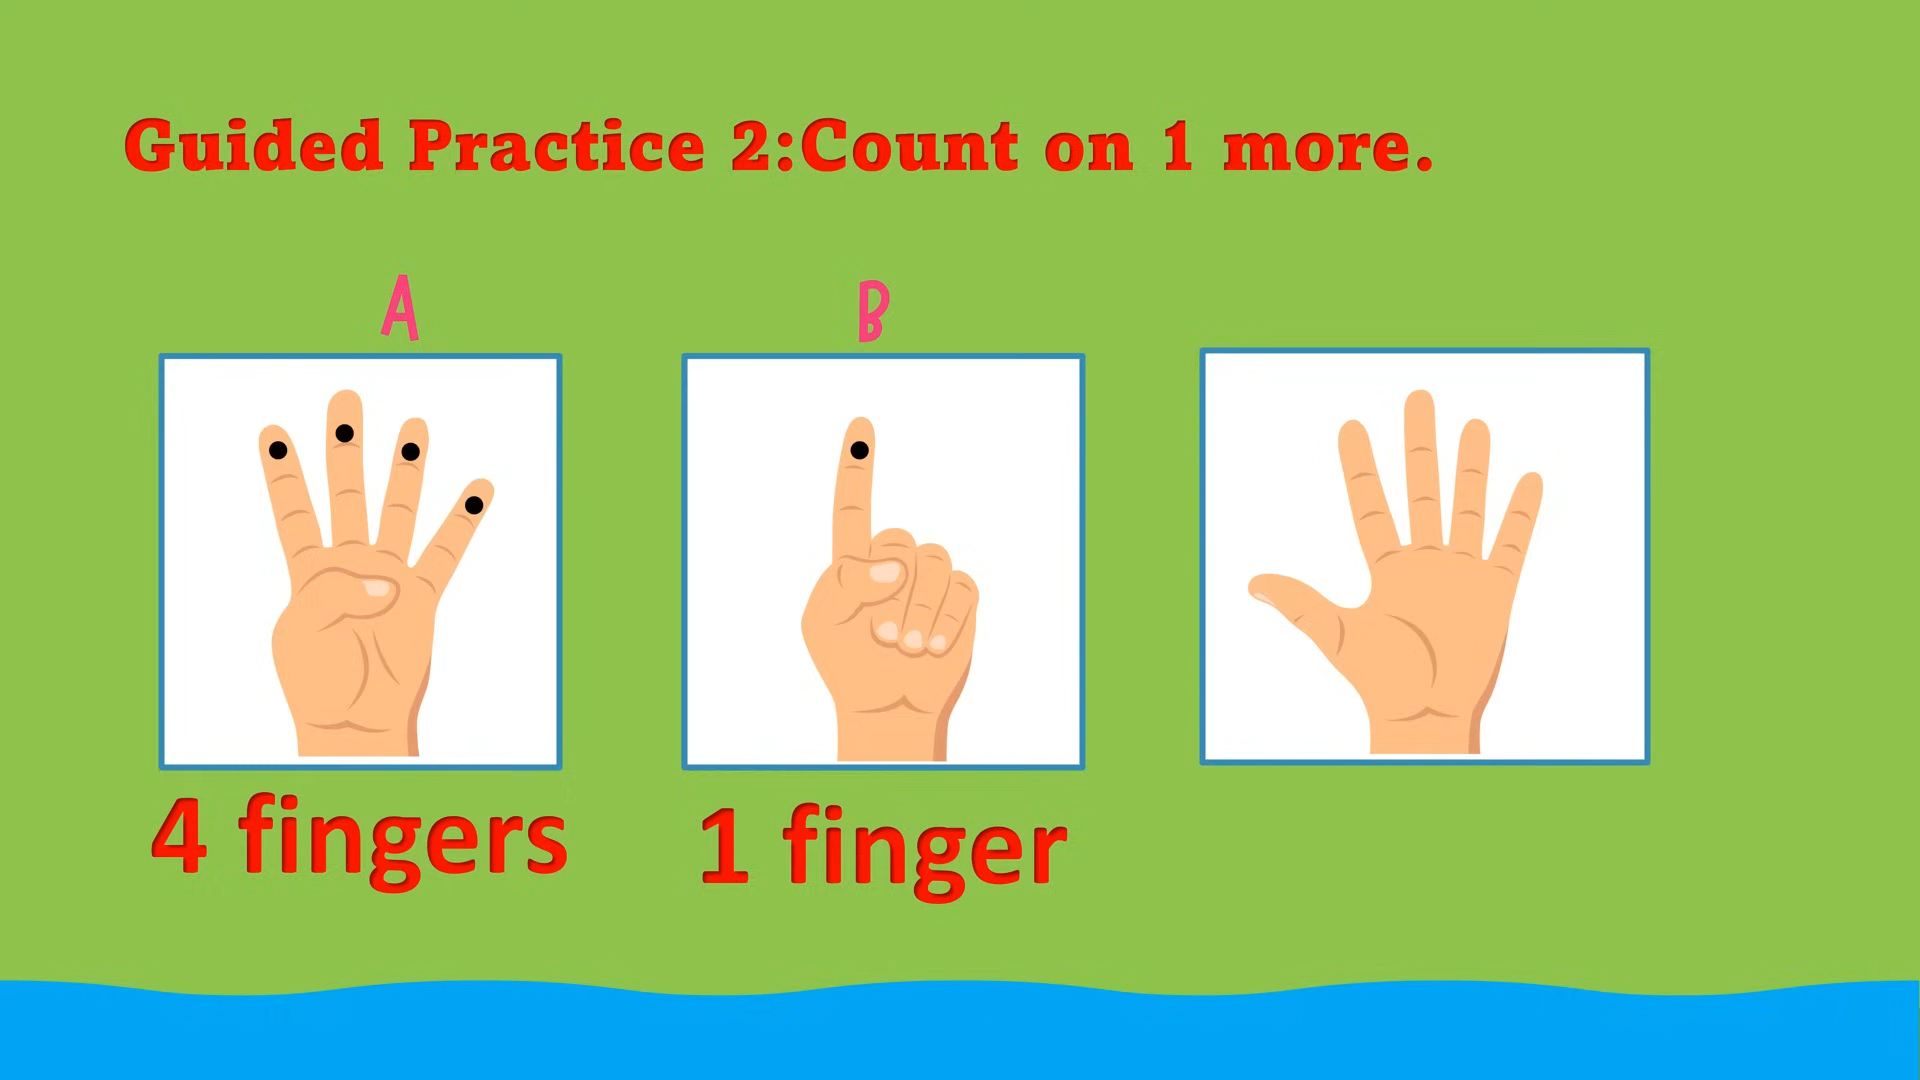 Guided Practice 2:Count on 1 more.
A
B
4 fingers
1 finger